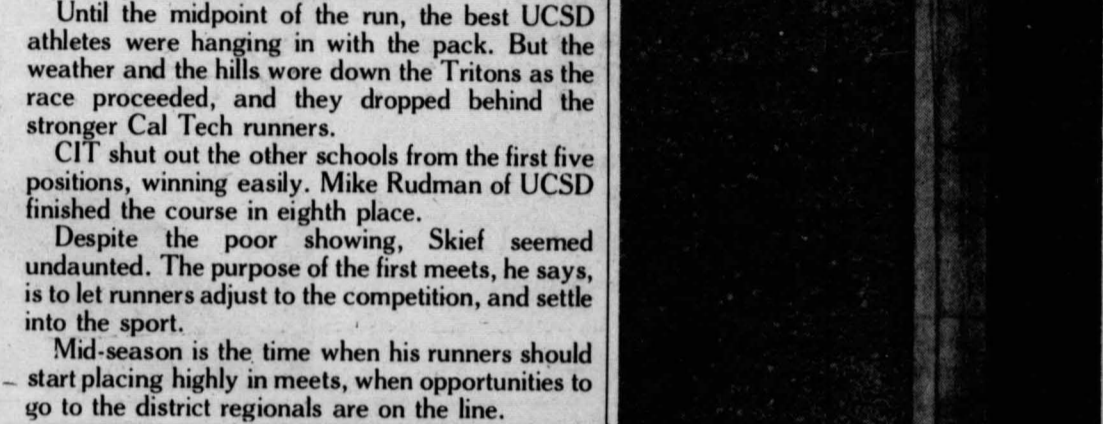 Until the midpoint of the run, the best UCSD
athletes were hanging in with the pack. But the
weather and the hills wore down the Tritons as the
race proceeded, and they dropped behind the
stronger Cal Tech runners.
CIT shut out the other schools from the first five
positions, winning easily. Mike Rudman of UCSD
finished the course in eighth place.
Despite the poor showing, Skief seemed
undaunted. The purpose of the first meets, he says,
is to let runners adjust to the competition, and settle
into the sport.
Mid-season is the time when his runners should
start placing highly in meets, when opportunities to
go to the district regionals are on the line.